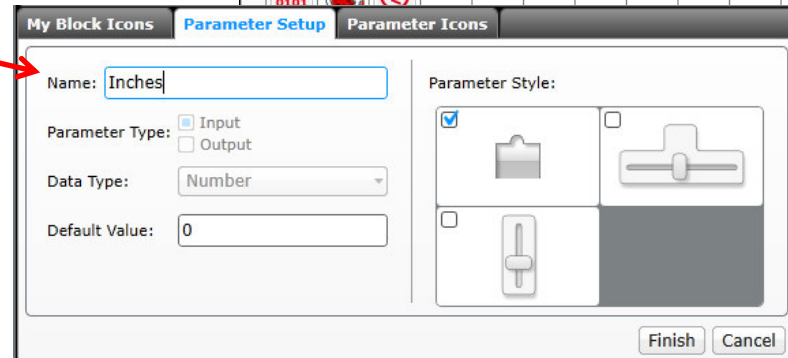 0101
My Block Icons Parameter Setup Parameter Icons
Name: Inches
Parameter Type: Input
Output
Data Type: Number
Default Value: 0
Parameter Style:
Finish Cancel